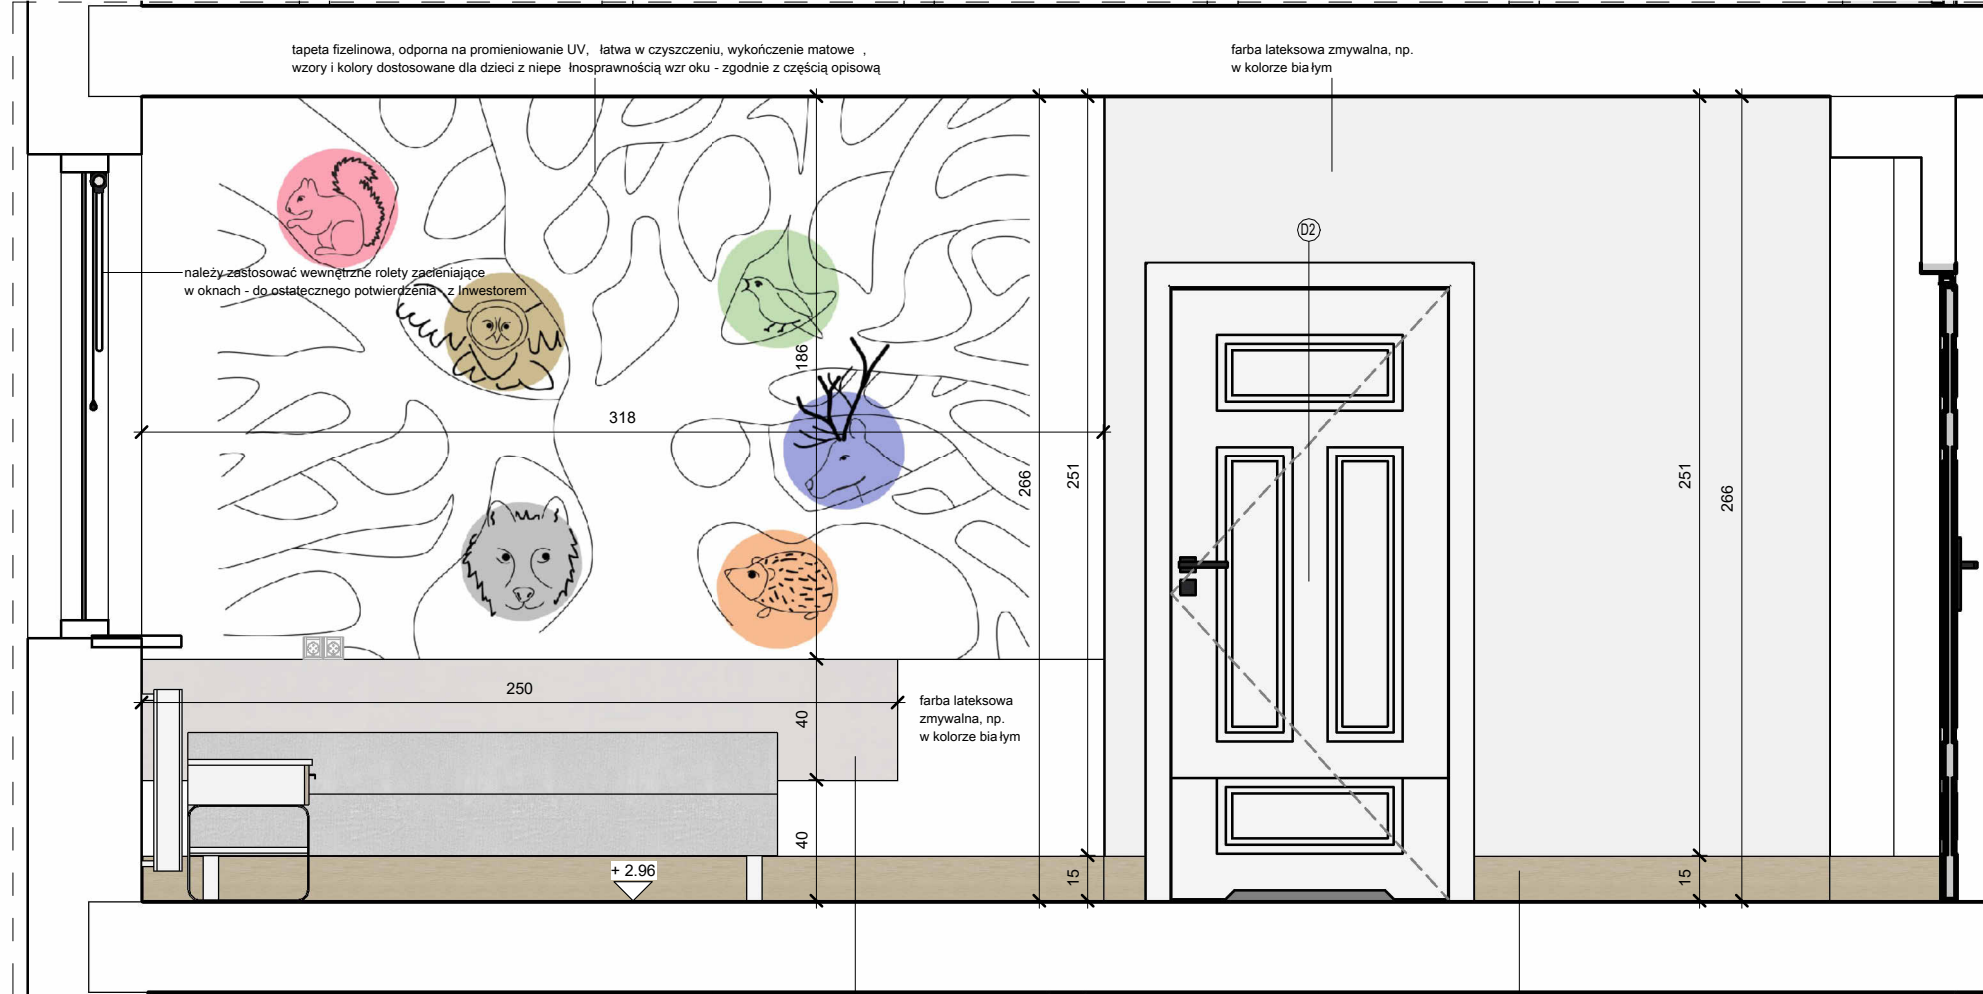 tapeta fizelinowa, odporna na promieniowanie UV, łatwa w czyszczeniu, wykończenie matowe ,
wzory i kolory dostosowane dla dzieci z niepe łnosprawnością wzr oku - zgodnie z częścią opisową
farba lateksowa zmywalna, np.
w kolorze bia łym
D2
należy zastosować wewnętrzne rolety zacieniające
w oknach - do ostatecznego potwierdzenia z Inwestorem
186
318
266
251
251
266
250
40
farba lateksowa
zmywalna, np.
w kolorze bia łym
40
+ 2.96
15
15